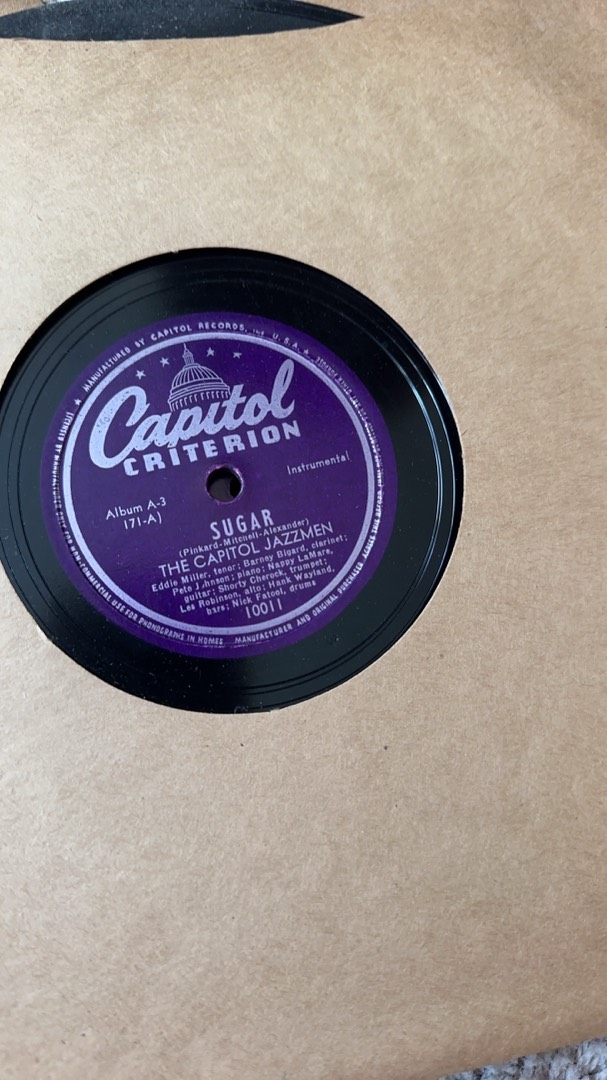 MANUFACTURED BY CAPITOL RECORDS, INC. U.S.A.
Capitol
CRITERION
Instrumental
Album A-3
171-A)
SUGAR
(Pinkard-Mitchell-Alexander)
THE CAPITOL JAZZMEN
Eddie Miller, tenor; Barney Bigard, clarinet;
Pete Johnson; piano; Nappy LaMare,
guitar; Shorty Cherock, trumpet;
Les Robinson, alto; Hank Wayland,
bars; Nick Fatool, drums
10011
NON-COMMERCIAL USE FOR PHONOGRAPHS IN HOMES
MANUFACTURER AND ORIGINAL PURCHASER